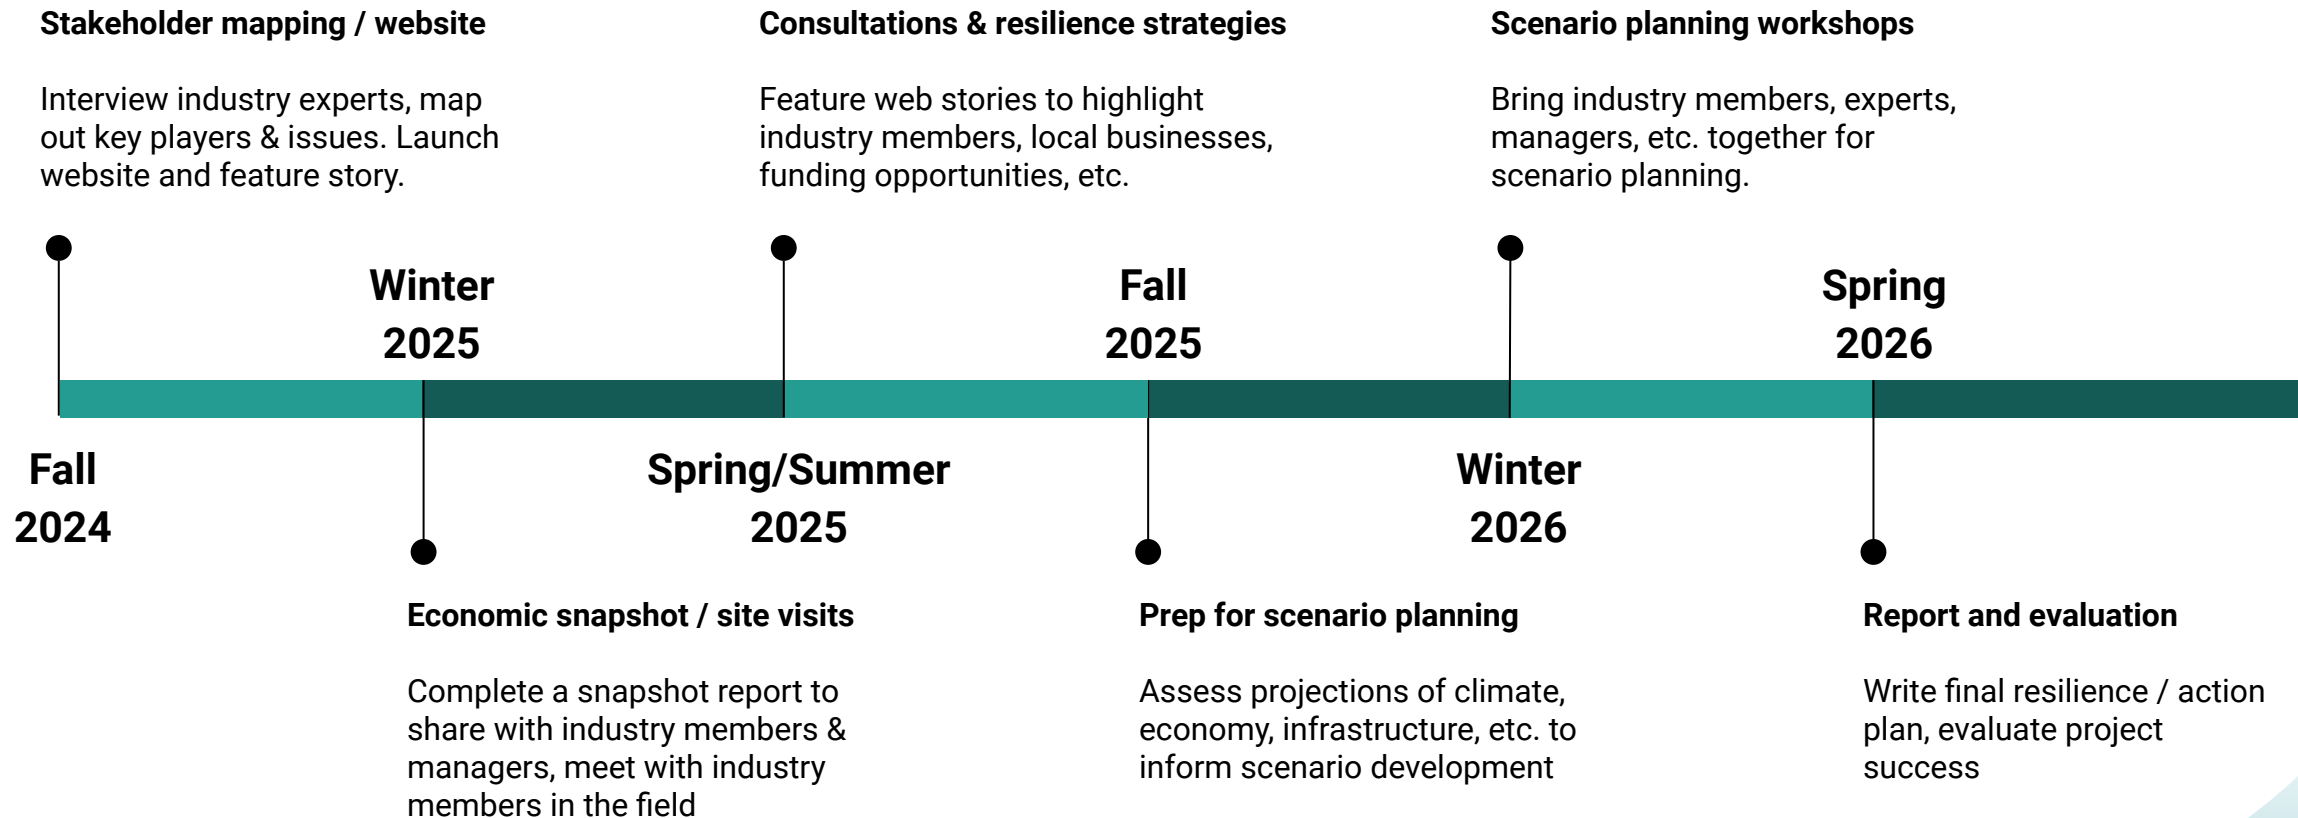 Stakeholder mapping / website
Interview industry experts, map
out key players & issues. Launch
website and feature story.
Consultations & resilience strategies
Feature web stories to highlight
industry members, local businesses,
funding opportunities, etc.
Scenario planning workshops
Bring industry members, experts,
managers, etc. together for
scenario planning.
Winter
2025
Fall
2025
Spring
2026
Fall
2024
Spring/Summer
2025
Winter
2026
Economic snapshot / site visits
Complete a snapshot report to
share with industry members &
managers, meet with industry
members in the field
Prep for scenario planning
Assess projections of climate,
economy, infrastructure, etc. to
inform scenario development
Report and evaluation
Write final resilience / action
plan, evaluate project
success